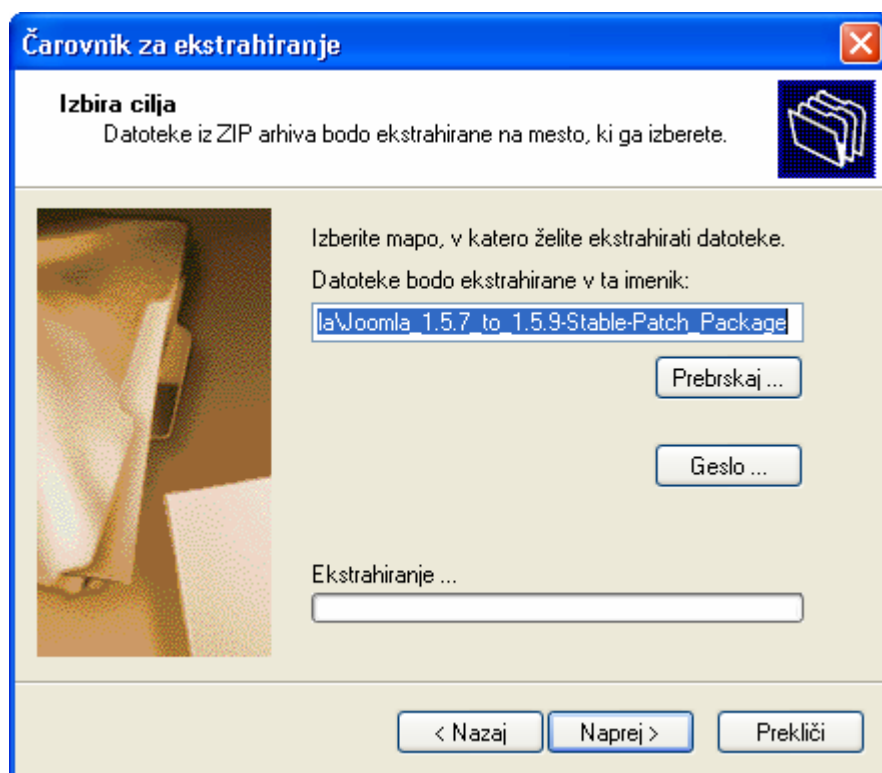 Čarovnik za ekstrahiranje
Izbira cilja
Datoteke iz ZIP arhiva bodo ekstrahirane na mesto, ki ga izberete.
Izberite mapo, v katero želite ekstrahirati datoteke.
Datoteke bodo ekstrahirane v ta imenik:
la\Joomla_1.5.7_to_1.5.9-Stable-Patch_Package
Prebrskaj ...
Geslo ...
Ekstrahiranje ...
< Nazaj
Naprej >
Prekliči